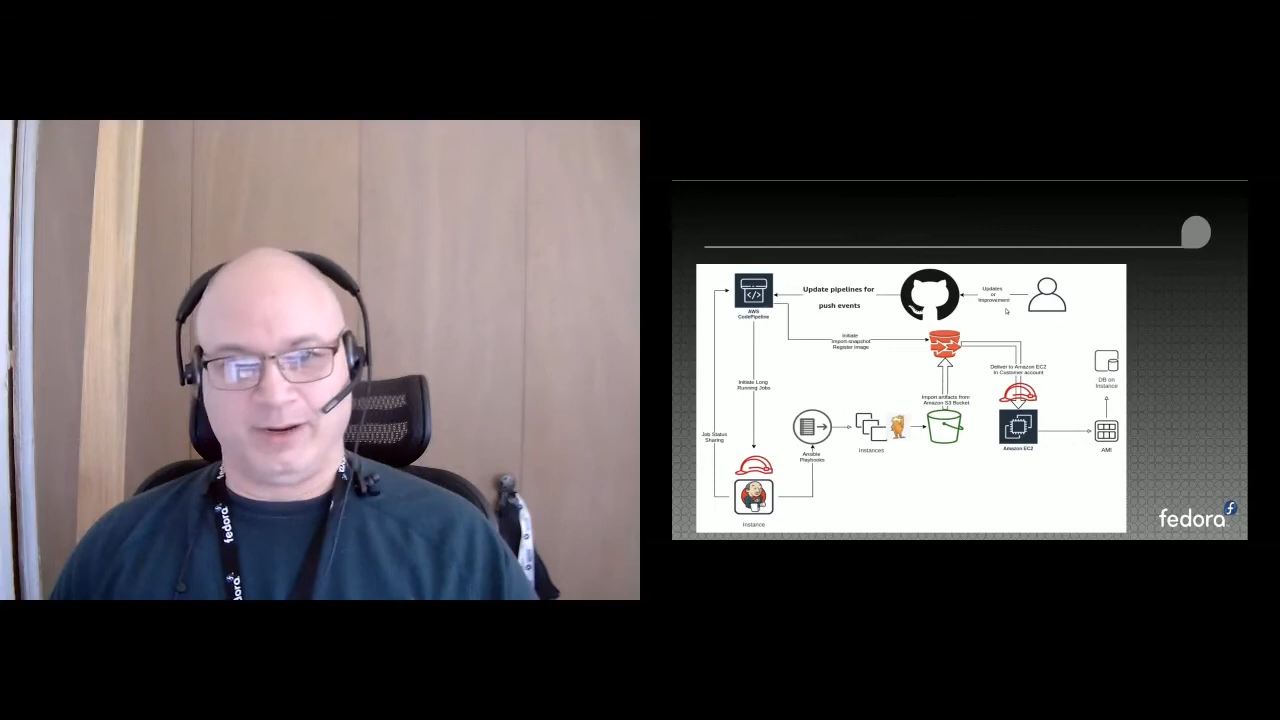 Update pipelines for
push events
Updates
or
Improvement
AWS
CodePipeline
Initiate
Import-snapshot
Register image
Deliver to Amazon EC2
In Customer account
DB on
Instance
Initiate Long
Running Jobs
Import artifacts from
Amazon S3 Bucket
Job Status
Sharing
Ansible
Playbooks
Instances
Amazon EC2
AMI
Instance
fedora
fedora
dora